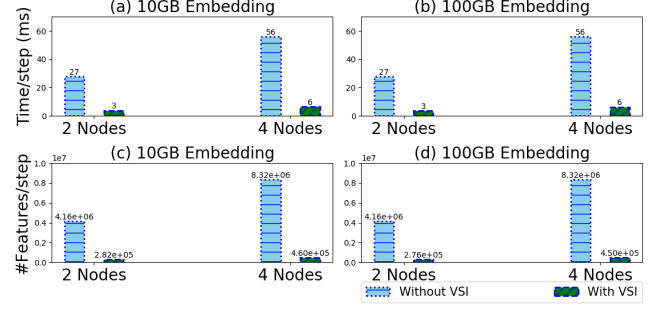 (a) 10GB Embedding
(b) 100GB Embedding
Time/step (ms)
60
40
20
0
27
3
56
6
2 Nodes
4 Nodes
60
40
20
0
27
3
56
6
2 Nodes
4 Nodes
(c) 10GB Embedding
(d) 100GB Embedding
#Features/step
1e7
1.0
0.8
0.6
0.4
0.2
0.0
4.16e+06
2.82e+05
8.32e+06
4.60e+05
2 Nodes
4 Nodes
1e7
1.0
0.8
0.6
0.4
0.2
0.0
4.16e+06
2.76e+05
8.32e+06
4.50e+05
2 Nodes
4 Nodes
Without VSI
With VSI